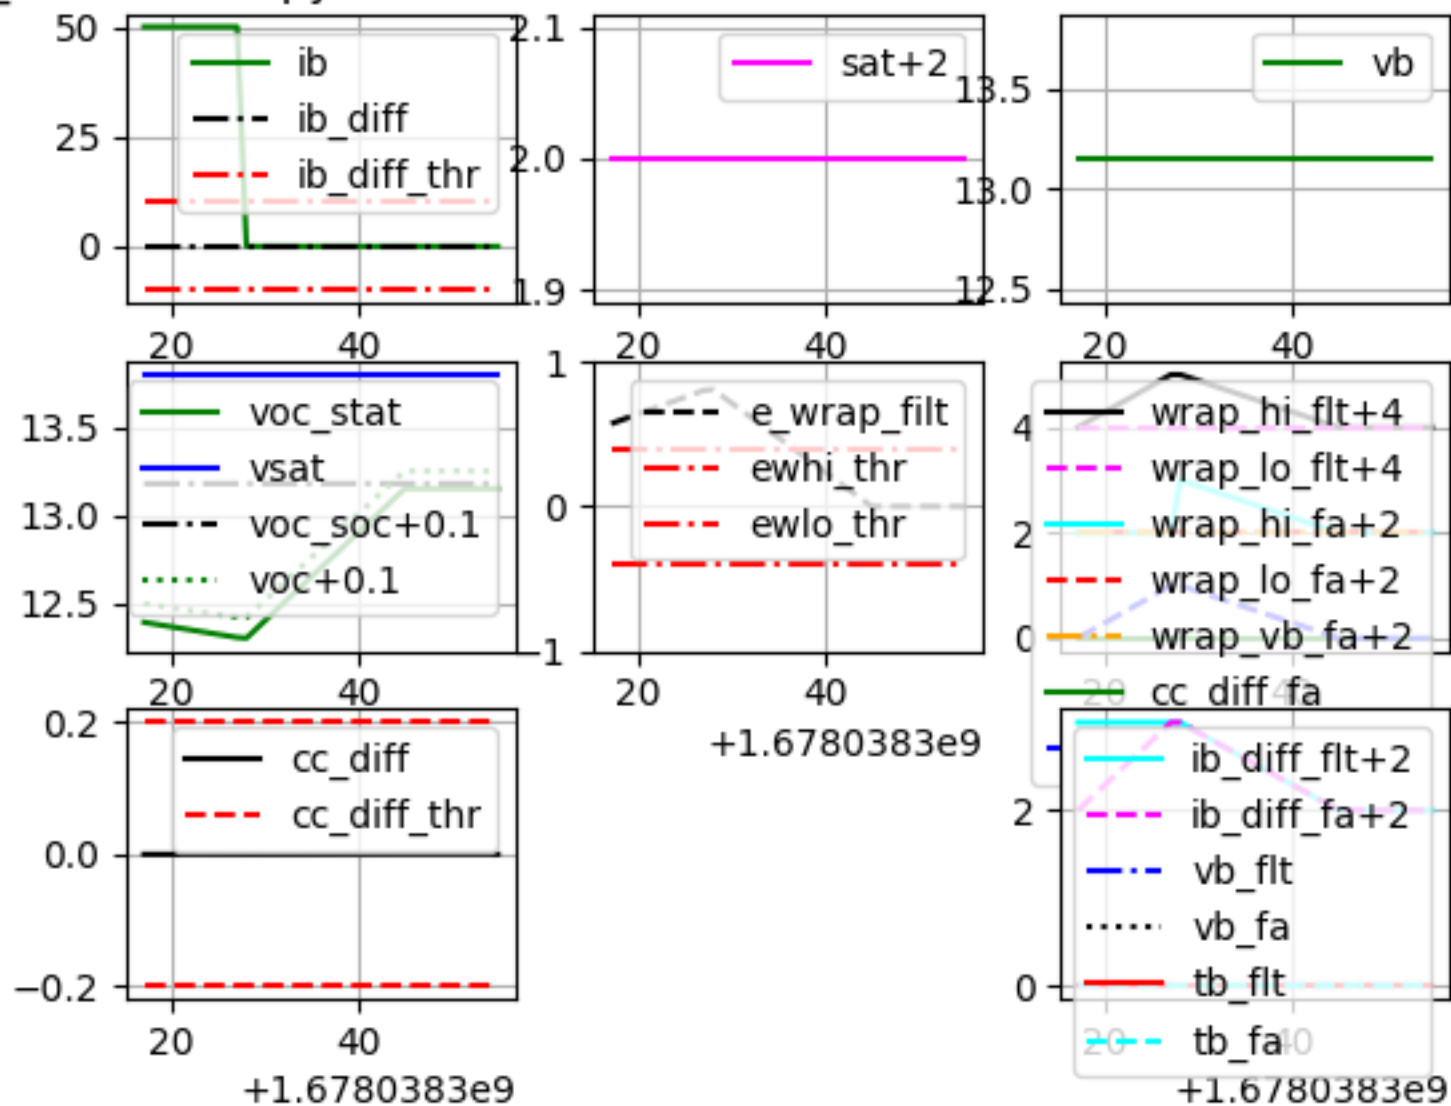 50
25
0
ib
ib_diff
ib_diff_thr
20
40
2.1
2.0
1.9
sat+2
20
40
13.5
13.0
12.5
vb
20
40
13.5
13.0
12.5
voc_stat
vsat
voc_soc+0.1
voc+0.1
20
40
1
0
−1
e_wrap_filt
ewhi_thr
ewlo_thr
20
40
+1.6780383e9
4
2
0
wrap_hi_flt+4
wrap_lo_flt+4
wrap_hi_fa+2
wrap_lo_fa+2
wrap_vb_fa+2
cc_diff_fa
20
40
0.2
0.0
−0.2
cc_diff
cc_diff_thr
20
40
+1.6780383e9
2
0
ib_diff_flt+2
ib_diff_fa+2
vb_flt
vb_fa
tb_flt
tb_fa
20
40
+1.6780383e9